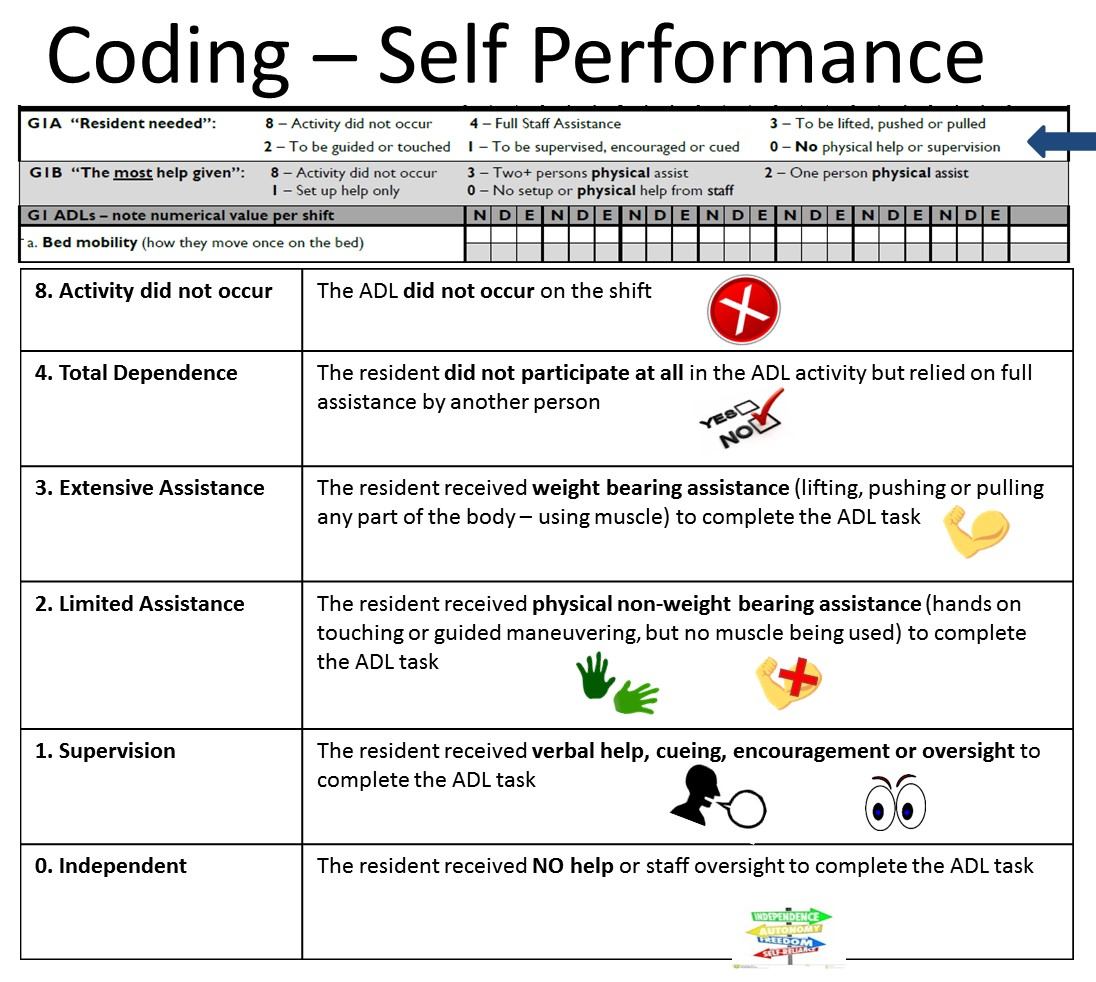 Coding – Self Performance
G1A “Resident needed”: 8 – Activity did not occur 4 – Full Staff Assistance 3 – To be lifted, pushed or pulled
2 – To be guided or touched 1 – To be supervised, encouraged or cued 0 – No physical help or supervision
G1B “The most help given”: 8 – Activity did not occur 3 – Two+ persons physical assist 2 – One person physical assist
1 – Set up help only 0 – No setup or physical help from staff
G1 ADLs – note numerical value per shift N D E N D E N D E N D E N D E N D E N D E
a. Bed mobility (how they move once on the bed)
8. Activity did not occur The ADL did not occur on the shift
4. Total Dependence The resident did not participate at all in the ADL activity but relied on full
assistance by another person
YES
NO
3. Extensive Assistance The resident received weight bearing assistance (lifting, pushing or pulling
any part of the body – using muscle) to complete the ADL task
2. Limited Assistance The resident received physical non-weight bearing assistance (hands on
touching or guided maneuvering, but no muscle being used) to complete
the ADL task
1. Supervision The resident received verbal help, cueing, encouragement or oversight to
complete the ADL task
0. Independent The resident received NO help or staff oversight to complete the ADL task
INDEPENDENCE
AUTONOMY
FREEDOM
SELF-RELIANCE